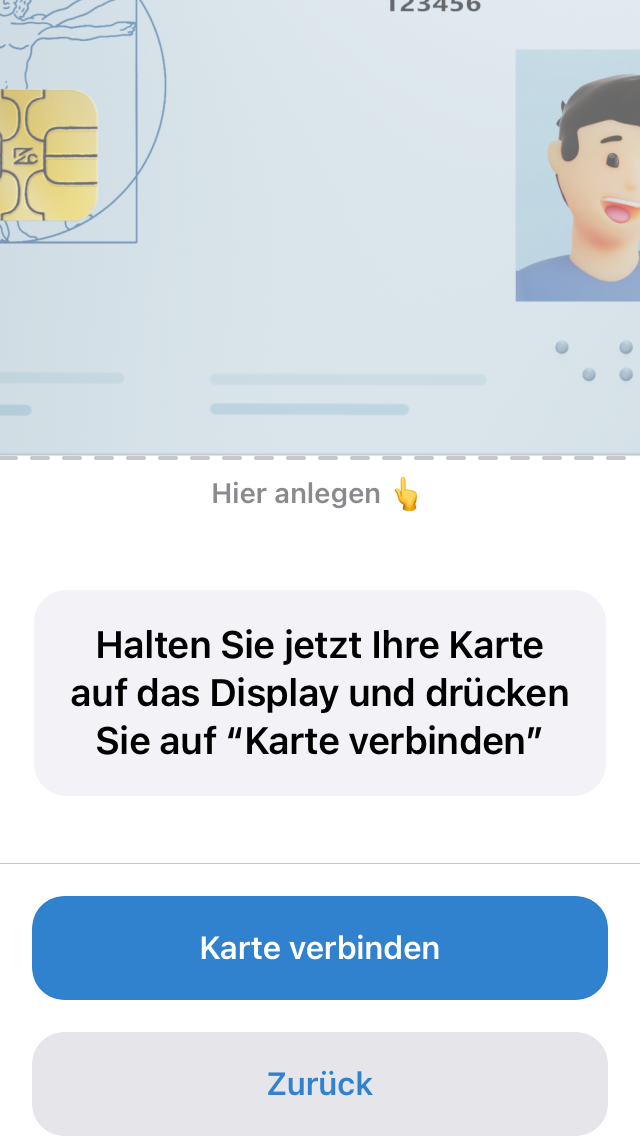 123456
Hier anlegen 👆
Halten Sie jetzt Ihre Karte
auf das Display und drücken
Sie auf “Karte verbinden”
Karte verbinden
Zurück